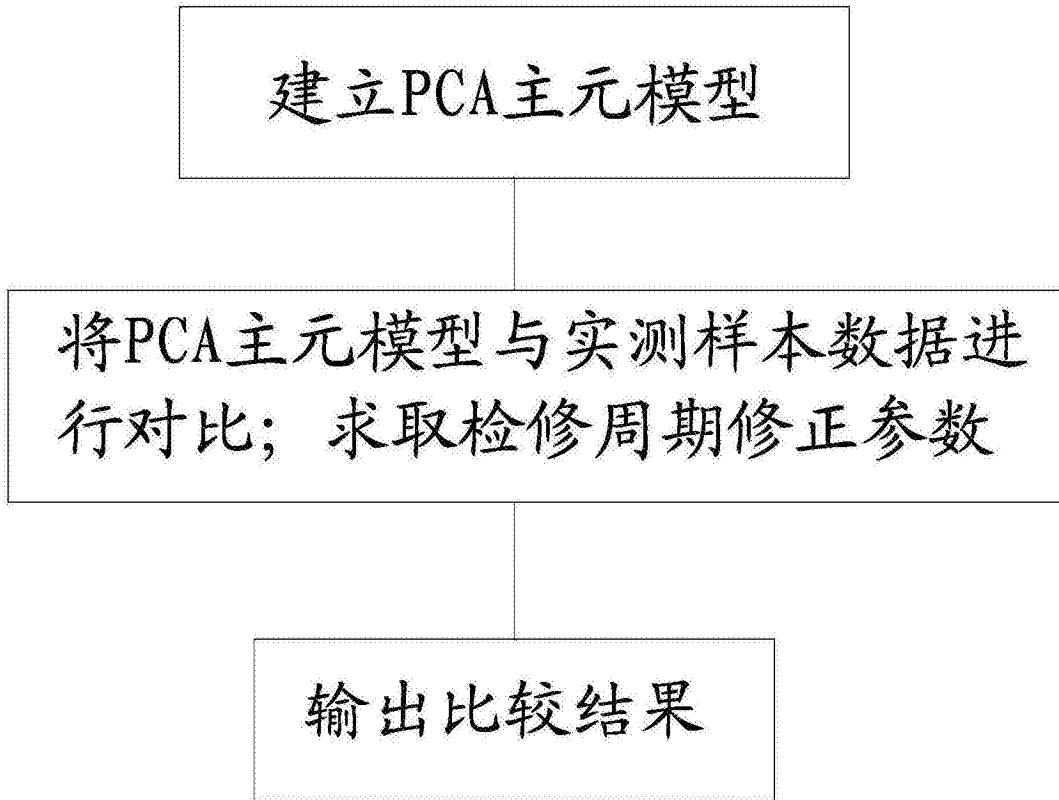 建立PCA主元模型
将PCA主元模型与实测样本数据进
行对比；求取检修周期修正参数
输出比较结果